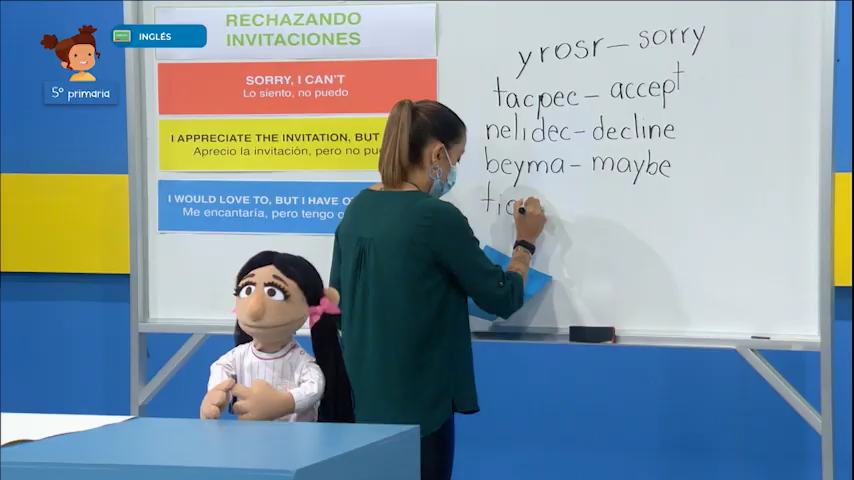 INGLÉS
5º primaria
RECHAZANDO
INVITACIONES
SORRY, I CAN'T
Lo siento, no puedo
I APPRECIATE THE INVITATION, BUT
Aprecio la invitación, pero no
I WOULD LOVE TO, BUT I HAVE
Me encantaría, pero tengo
yrosr - sorry
tacpec - accept
nelidec - decline
beyma - maybe